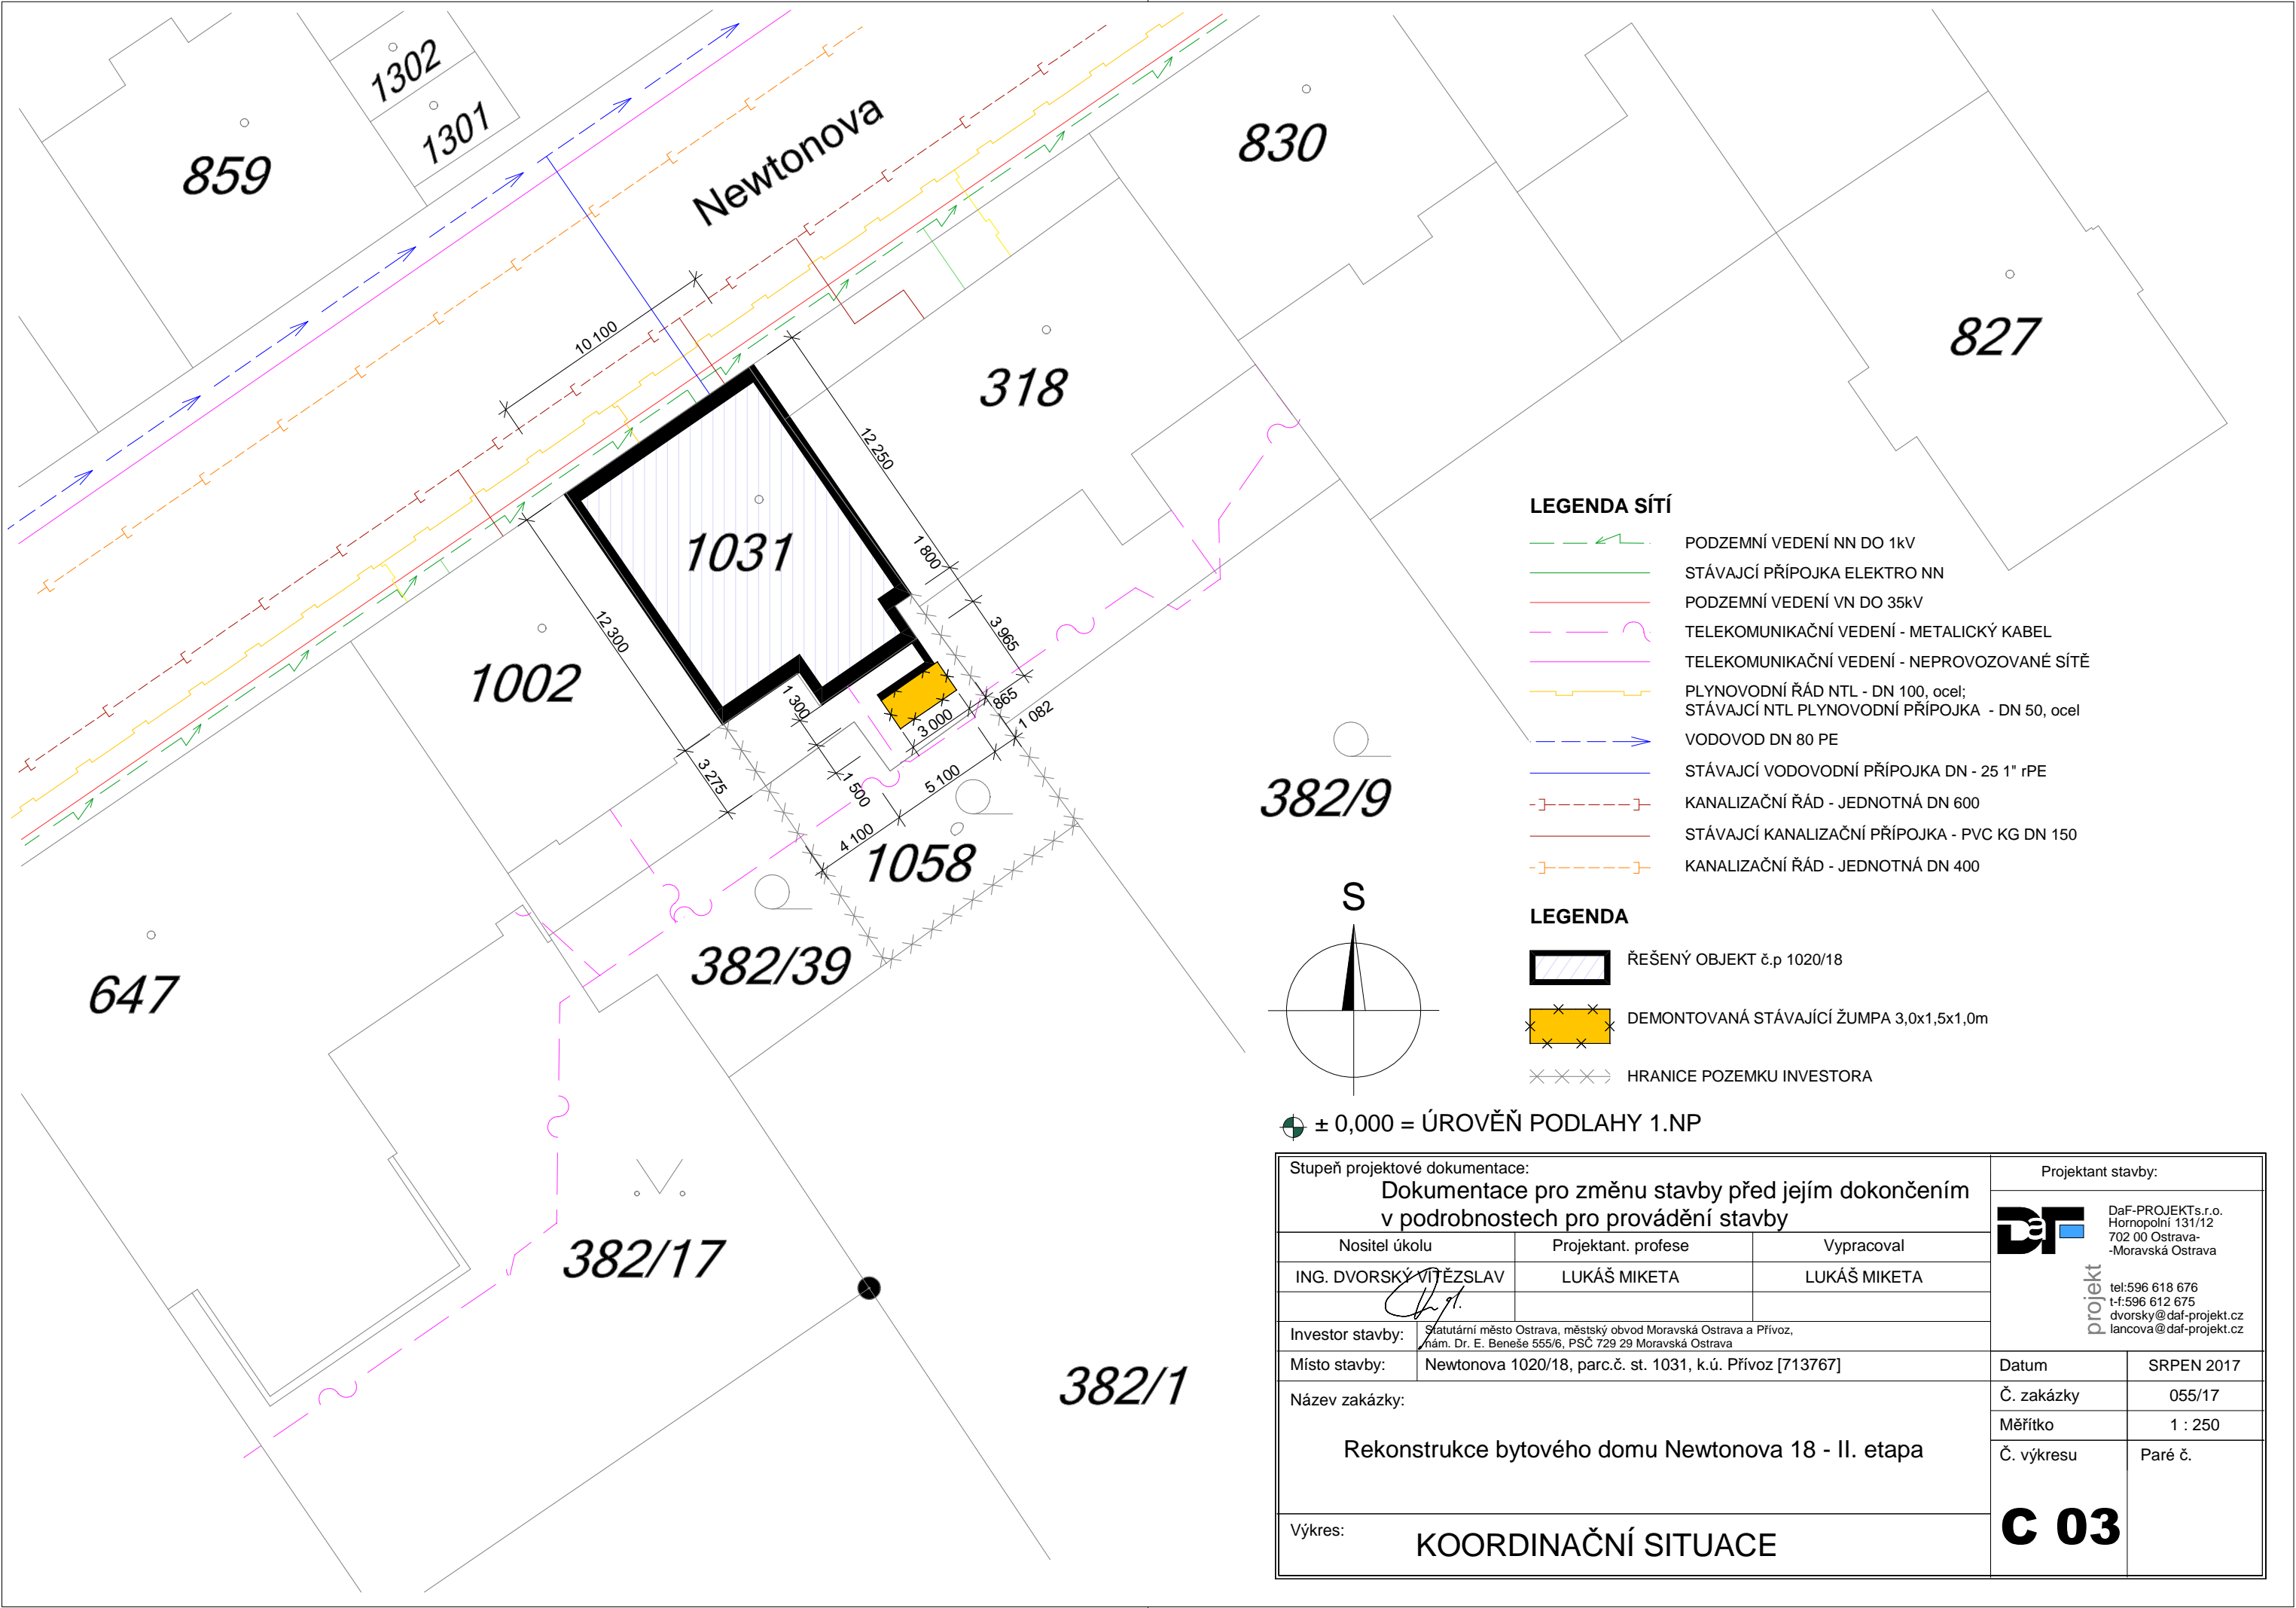 1302
1301
859
Newtonova
830
827
318
10 100
12 250
1031
1 800
12 300
3 965
1002
1 300
865
3 000
1 082
3 275
1 500
5 100
4 100
1058
382/9
382/39
647
382/17
382/1
LEGENDA SÍTÍ
PODZEMNÍ VEDENÍ NN DO 1kV
STÁVAJCÍ PŘÍPOJKA ELEKTRO NN
PODZEMNÍ VEDENÍ VN DO 35kV
TELEKOMUNIKAČNÍ VEDENÍ - METALICKÝ KABEL
TELEKOMUNIKAČNÍ VEDENÍ - NEPROVOZOVANÉ SÍTĚ
PLYNOVODNÍ ŘÁD NTL - DN 100, ocel;
STÁVAJCÍ NTL PLYNOVODNÍ PŘÍPOJKA - DN 50, ocel
VODOVOD DN 80 PE
STÁVAJCÍ VODOVODNÍ PŘÍPOJKA DN - 25 1" rPE
KANALIZAČNÍ ŘÁD - JEDNOTNÁ DN 600
STÁVAJCÍ KANALIZAČNÍ PŘÍPOJKA - PVC KG DN 150
KANALIZAČNÍ ŘÁD - JEDNOTNÁ DN 400
S
LEGENDA
ŘEŠENÝ OBJEKT č.p 1020/18
DEMONTOVANÁ STÁVAJÍCÍ ŽUMPA 3,0x1,5x1,0m
HRANICE POZEMKU INVESTORA
± 0,000 = ÚROVĚŇ PODLAHY 1.NP
Stupeň projektové dokumentace:
Dokumentace pro změnu stavby před jejím dokončením
v podrobnostech pro provádění stavby
Nositel úkolu
Projektant. profese
Vypracoval
ING. DVORSKÝ VÍTĚZSLAV
LUKÁŠ MIKETA
LUKÁŠ MIKETA
Investor stavby:
Statutární město Ostrava, městský obvod Moravská Ostrava a Přívoz,
nám. Dr. E. Beneše 555/6, PSČ 729 29 Moravská Ostrava
Místo stavby:
Newtonova 1020/18, parc.č. st. 1031, k.ú. Přívoz [713767]
Název zakázky:
Rekonstrukce bytového domu Newtonova 18 - II. etapa
Výkres:
KOORDINAČNÍ SITUACE
Projektant stavby:
DaF
projekt
DaF-PROJEKTs.r.o.
Hornopolní 131/12
702 00 Ostrava-
-Moravská Ostrava
tel:596 618 676
t-f:596 612 675
dvorsky@daf-projekt.cz
lancova@daf-projekt.cz
Datum
SRPEN 2017
Č. zakázky
055/17
Měřítko
1 : 250
Č. výkresu
Paré č.
C 03